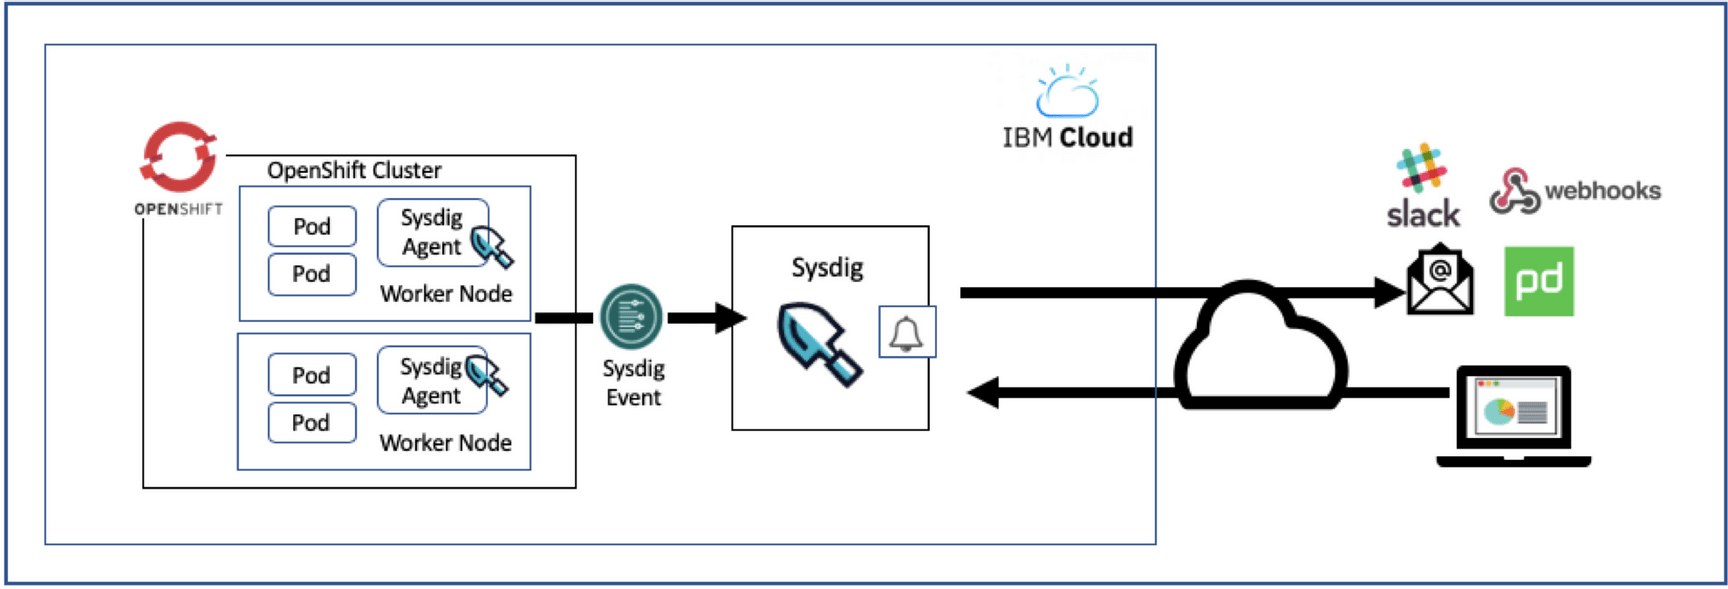 IBM Cloud
OPENSHIFT
OpenShift Cluster
Pod
Pod
Sysdig
Agent
Worker Node
Pod
Pod
Sysdig
Agent
Worker Node
Sysdig
Event
Sysdig
slack
webhooks
@
pd